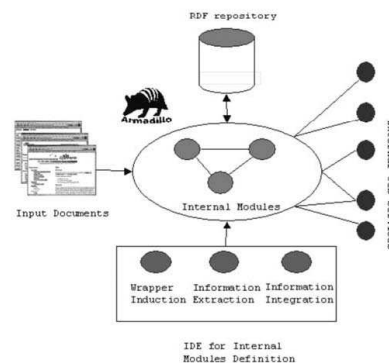 RDF repository
Armadillo
Internal Modules
Input Documents
Wrapper Induction
Information Extraction
Information Integration
IDE for Internal
Modules Definition